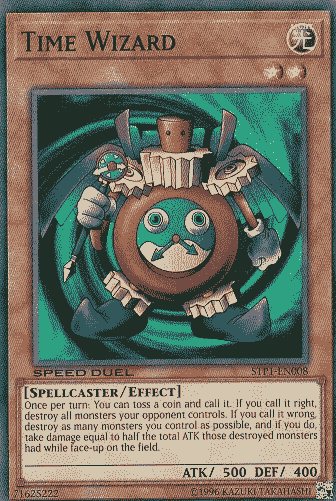 TIME WIZARD
SPEED DUEL
STP1-EN008
[SPELLCASTER/EFFECT]
Once per turn: You can toss a coin and call it. If you call it right,
destroy all monsters your opponent controls. If you call it wrong,
destroy as many monsters you control as possible, and if you do,
take damage equal to half the total ATK those destroyed monsters
had while face-up on the field.
ATK/ 500 DEF/ 400
71625222
©1996 KAZUKI TAKAHASHI